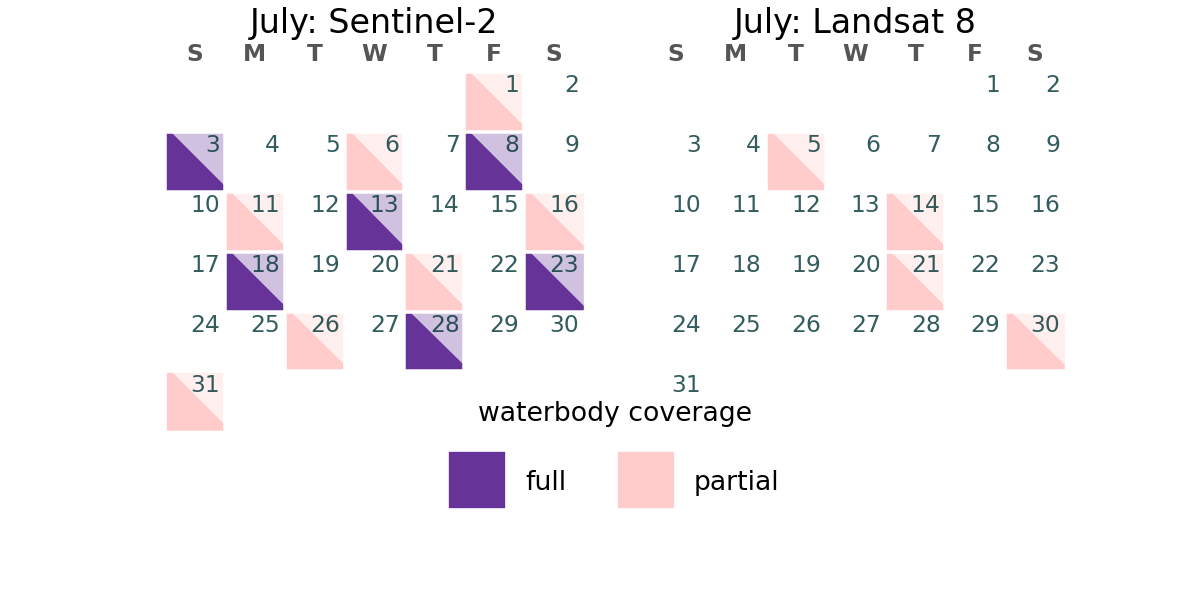 July: Sentinel-2
S M T W T F S
1 2
3 4 5 6 7 8 9
10 11 12 13 14 15 16
17 18 19 20 21 22 23
24 25 26 27 28 29 30
31
July: Landsat 8
S M T W T F S
1 2
3 4 5 6 7 8 9
10 11 12 13 14 15 16
17 18 19 20 21 22 23
24 25 26 27 28 29 30
31
waterbody coverage
full partial